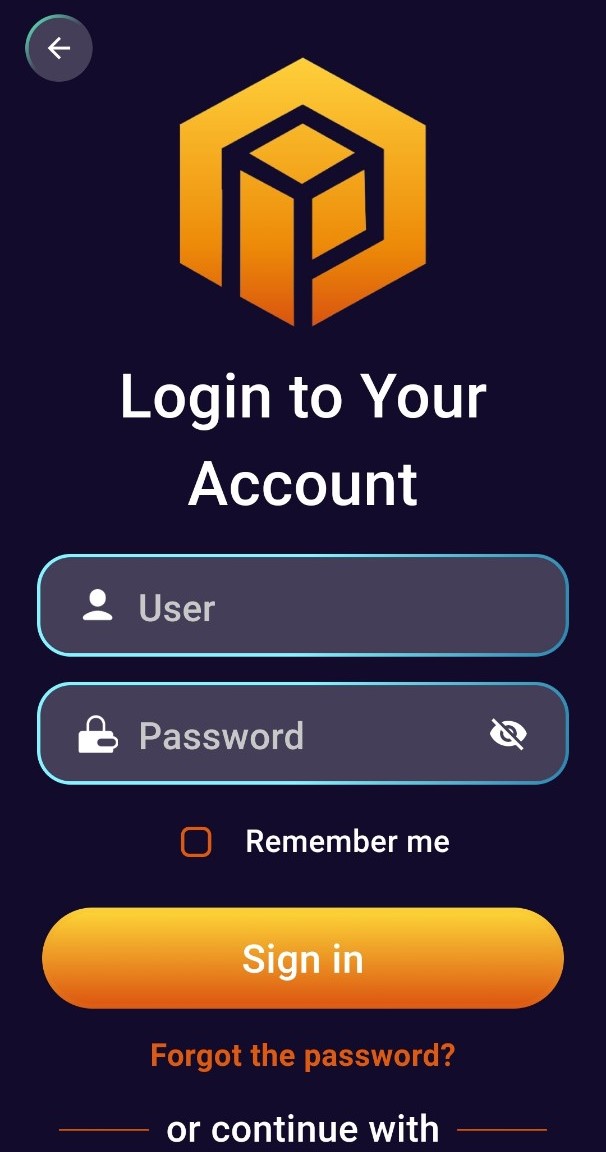 Login to Your
Account
User
Password
Remember me
Sign in
Forgot the password?
or continue with